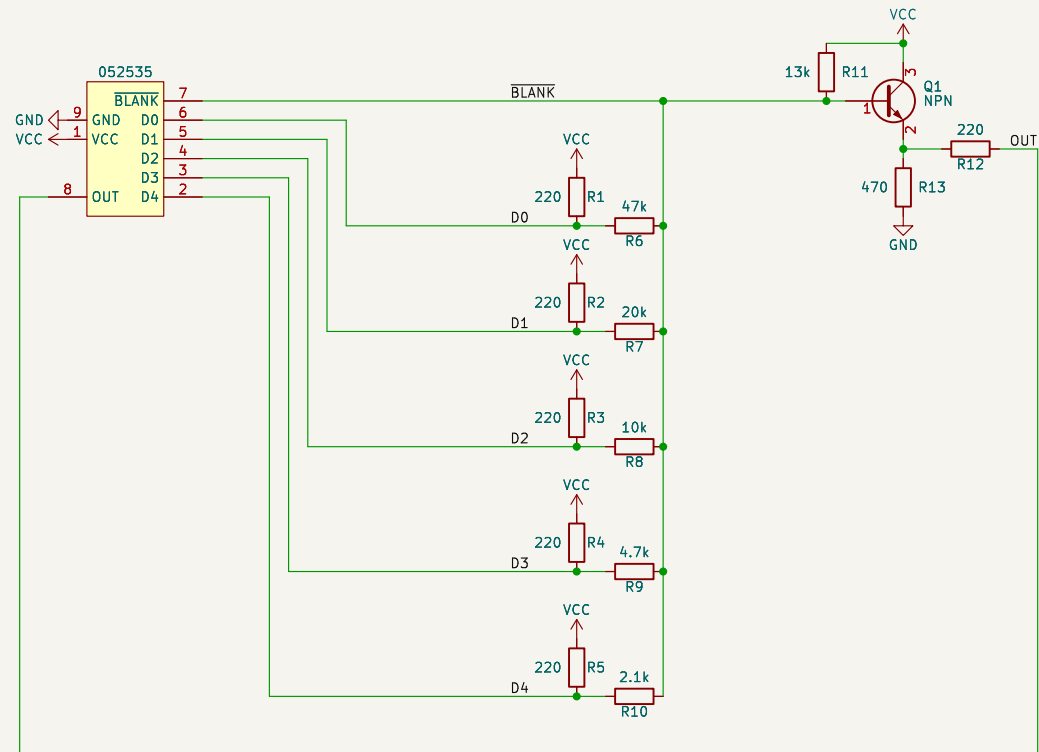 VCC
052535
13k R11
3
Q1
NPN
1
2
BLANK 7
BLANK
GND 9 GND
D0 6
VCC 1 VCC
D1 5
D2 4
D3 3
8 OUT
D4 2
220
OUT
R12
470 R13
GND
VCC
220 R1
47k
D0
R6
VCC
220 R2
20k
D1
R7
VCC
220 R3
10k
D2
R8
VCC
220 R4
4.7k
D3
R9
VCC
220 R5
2.1k
D4
R10